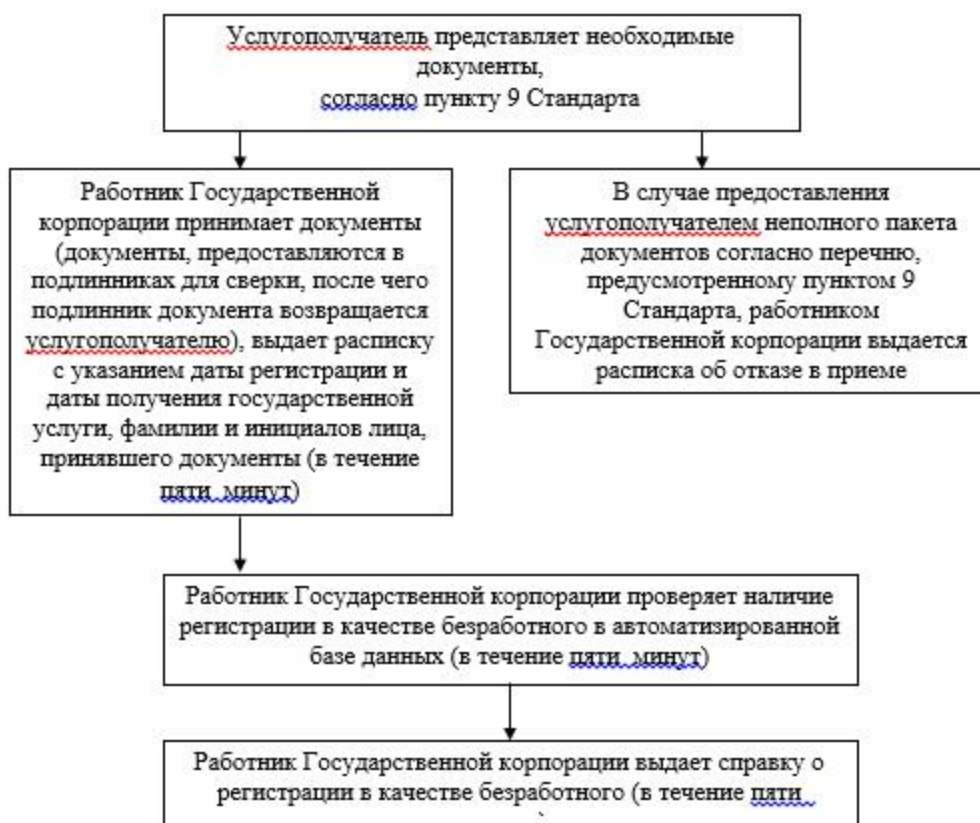 Услугополучатель представляет необходимые
документы,
согласно пункту 9 Стандарта
Работник Государственной
корпорации принимает документы
(документы, предоставляются в
подлинниках для сверки, после чего
подлинник документа возвращается
услугополучателю), выдает расписку
с указанием даты регистрации и
даты получения государственной
услуги, фамилии и инициалов лица,
принявшего документы (в течение
пяти минут)
В случае предоставления
услугополучателем неполного пакета
документов согласно перечню,
предусмотренному пунктом 9
Стандарта, работником
Государственной корпорации выдается
расписка об отказе в приеме
Работник Государственной корпорации проверяет наличие
регистрации в качестве безработного в автоматизированной
базе данных (в течение пяти минут)
Работник Государственной корпорации выдает справку о
регистрации в качестве безработного (в течение пяти